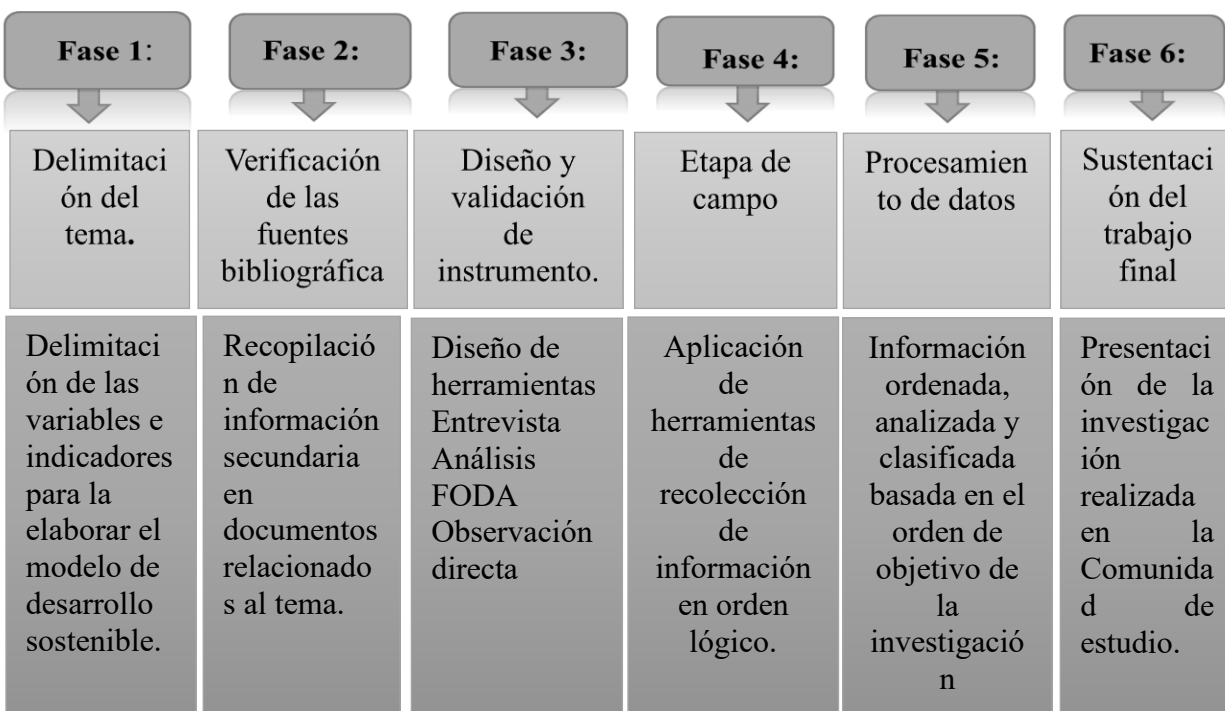 Fase 1:
Delimitaci
ón del
tema.
Delimitaci
ón de las
variables e
indicadores
para la
elaborar el
modelo de
desarrollo
sostenible.
Fase 2:
Verificación
de las
fuentes
bibliográfica
Recopilació
n de
información
secundaria
en
documentos
relacionado
s al tema.
Fase 3:
Diseño y
validación
de
instrumento.
Diseño de
herramientas
Entrevista
Análisis
FODA
Observación
directa
Fase 4:
Etapa de
campo
Aplicación
de
herramientas
de
recolección
de
información
en orden
lógico.
Fase 5:
Procesamien
to de datos
Información
ordenada,
analizada y
clasificada
basada en el
orden de
objetivo de
la
investigació
n
Fase 6:
Sustentaci
ón del
trabajo
final
Presentaci
ón de la
investigac
ión
realizada
en la
Comunida
d de
estudio.